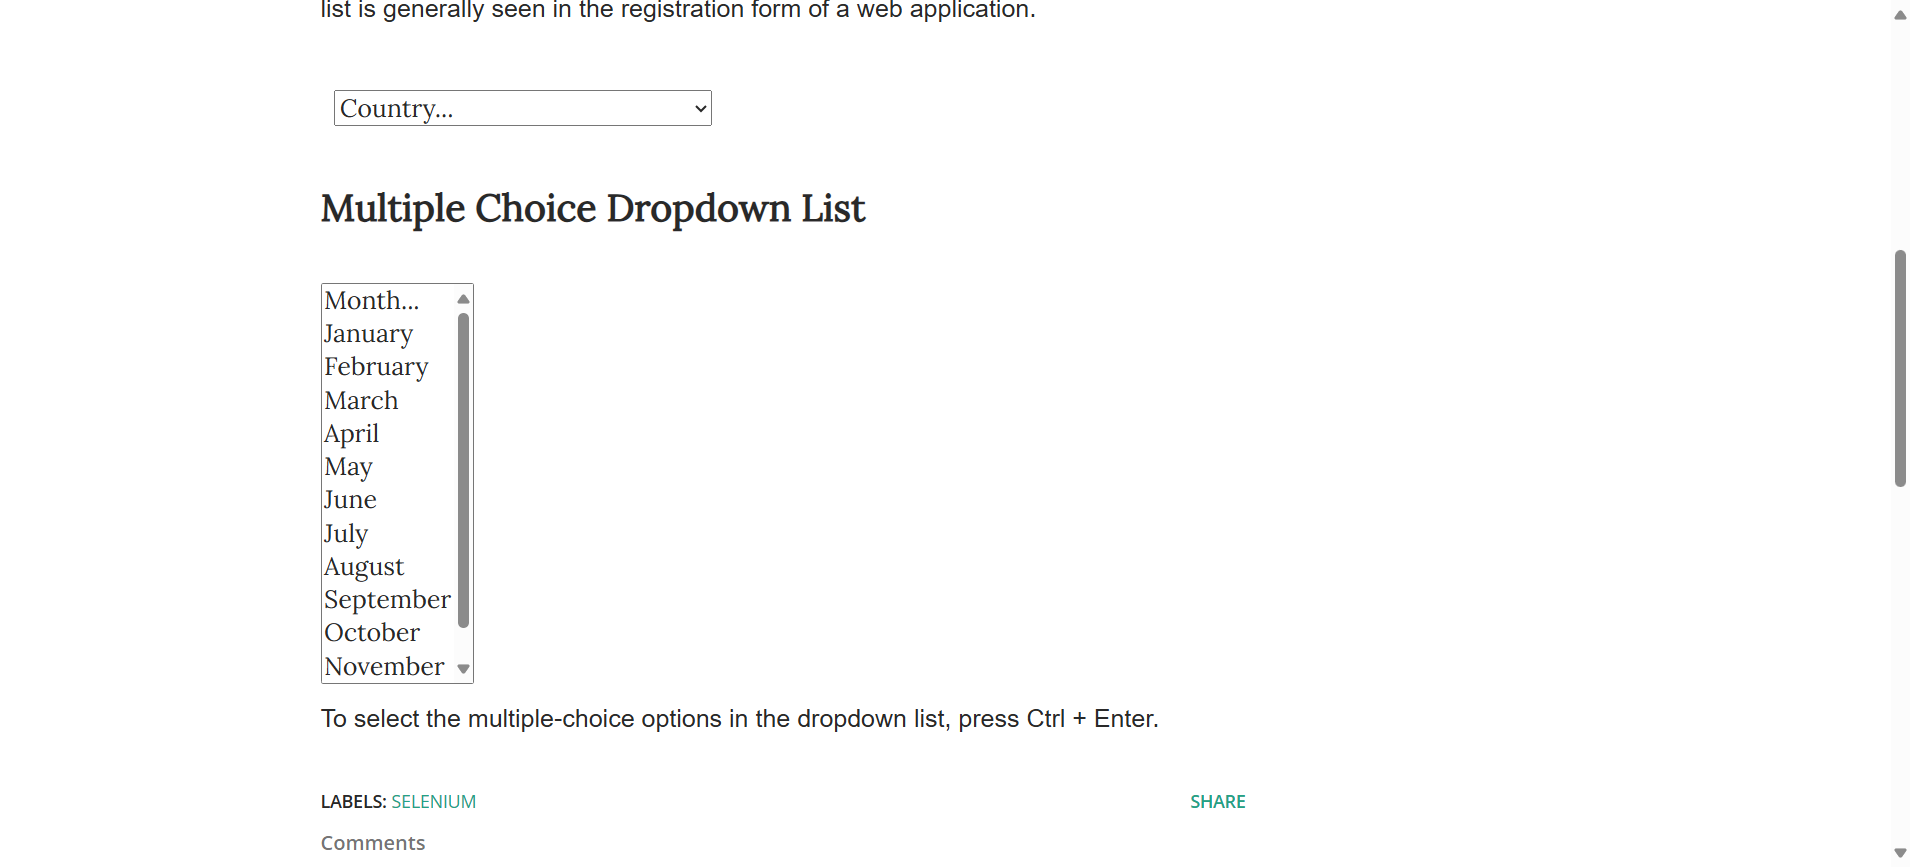 list is generally seen in the registration form of a web application.
Country...
Multiple Choice Dropdown List
Month...
January
February
March
April
May
June
July
August
September
October
November
To select the multiple-choice options in the dropdown list, press Ctrl + Enter.
LABELS: SELENIUM SHARE
Comments